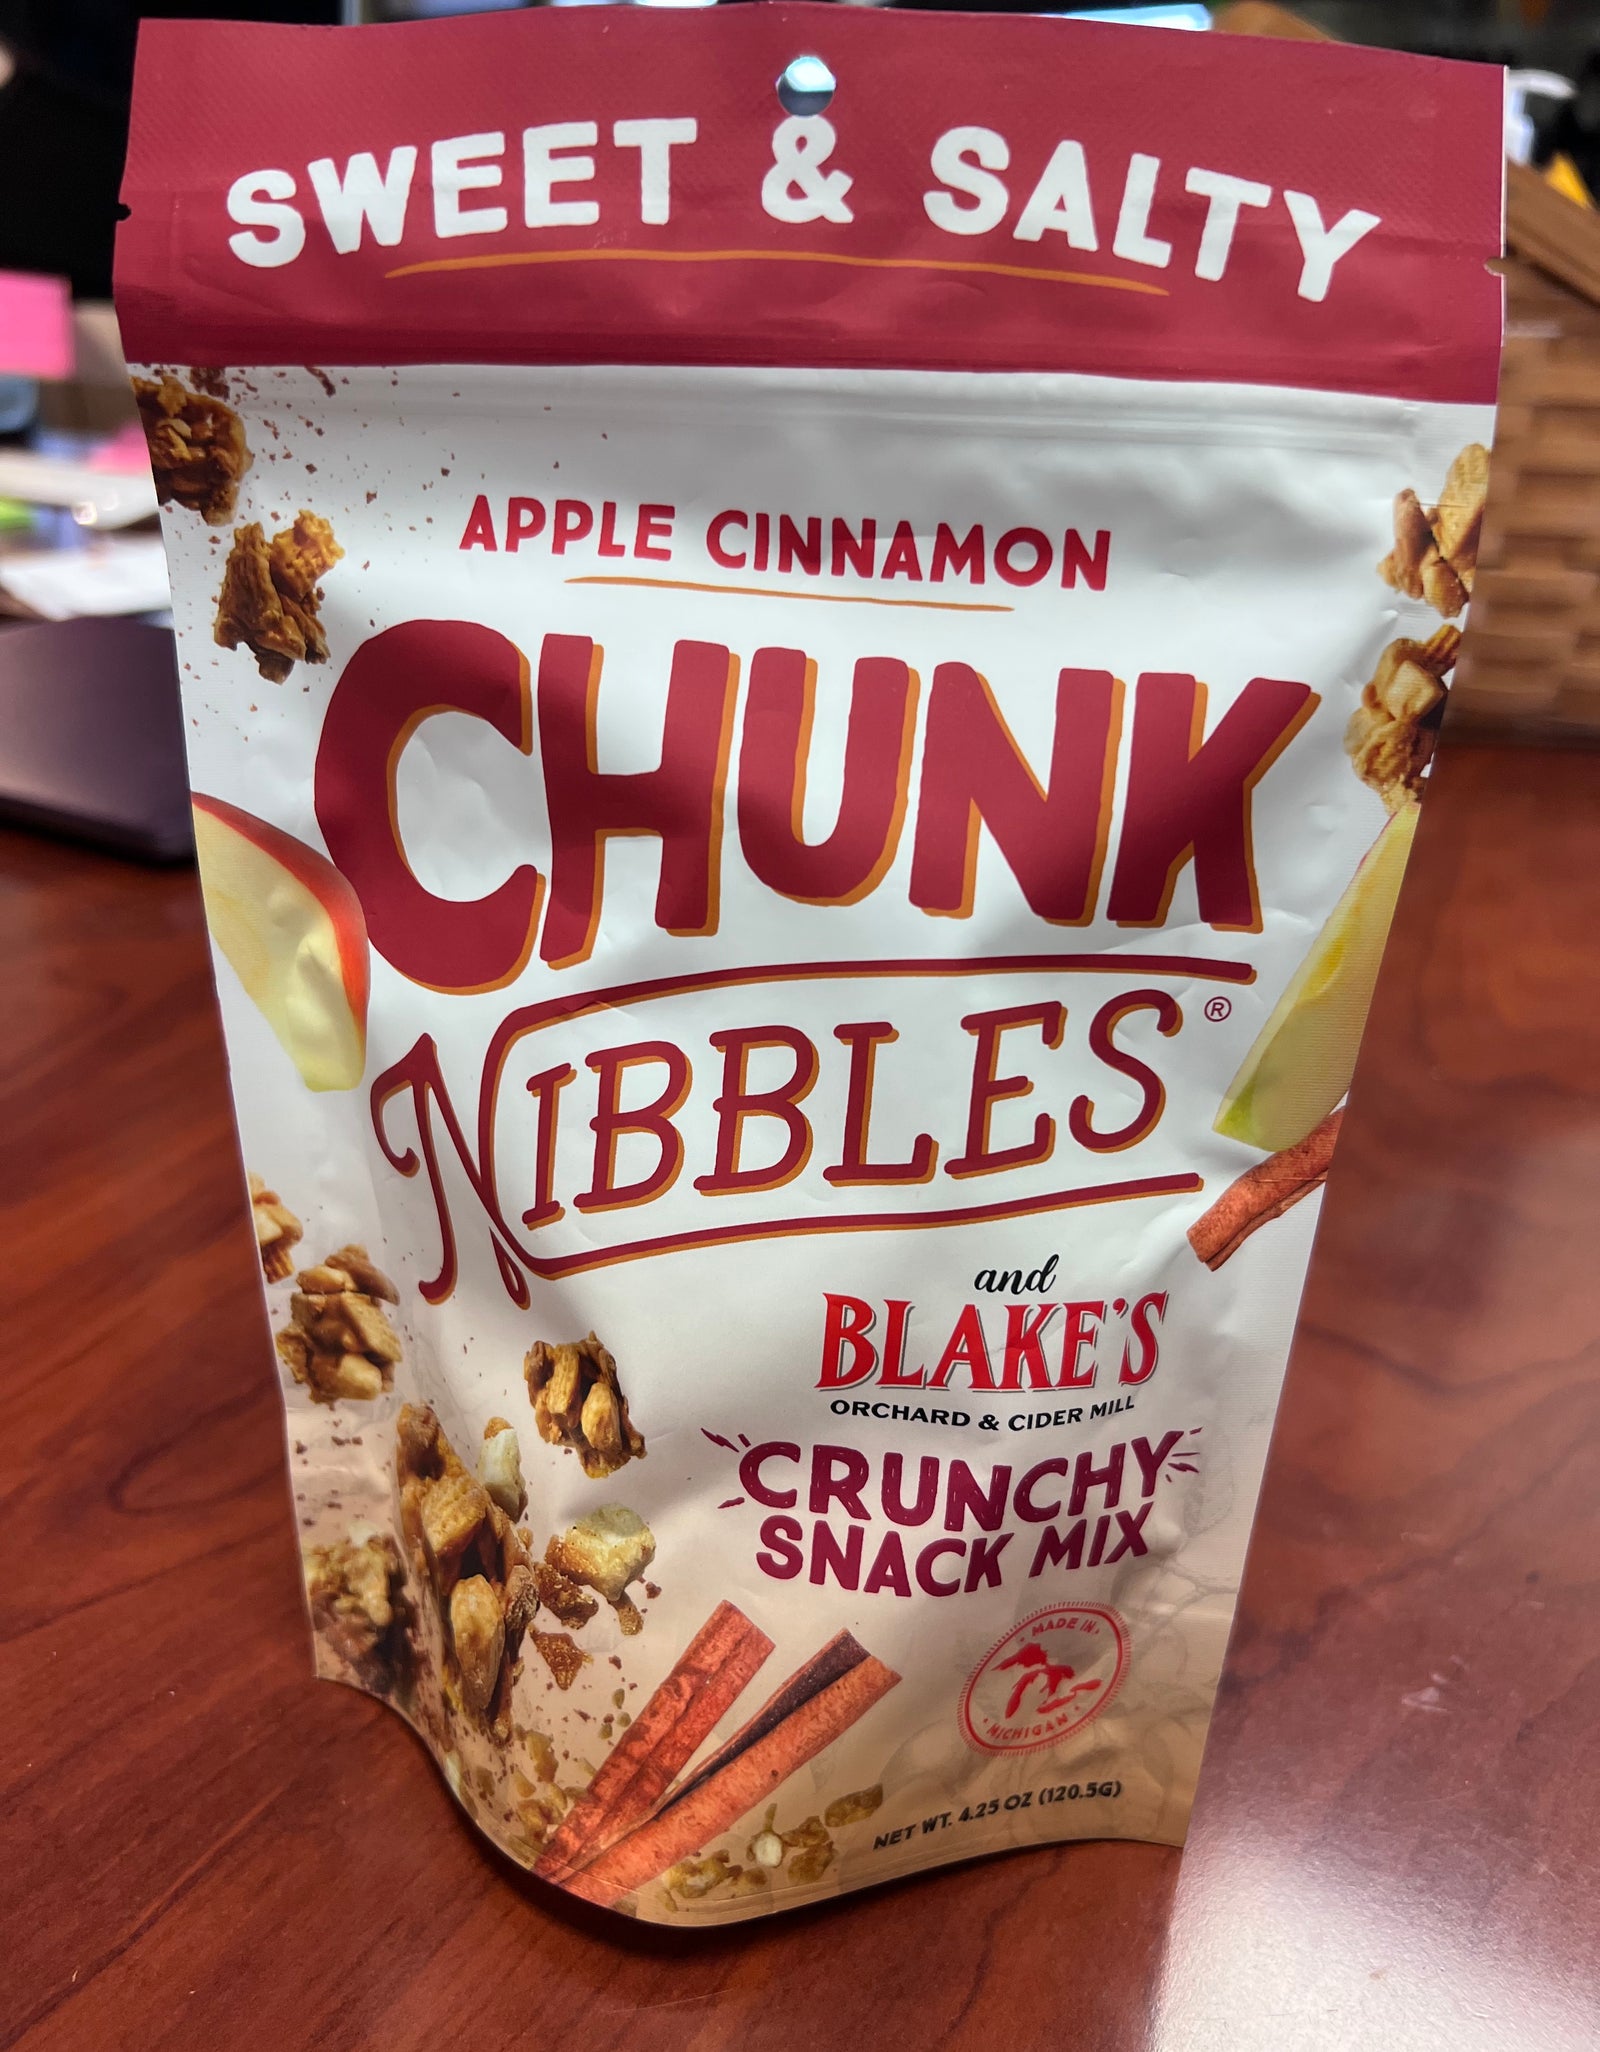 SWEET & SALTY
APPLE CINNAMON
CHUNK
NIBBLES®
and
BLAKE'S
ORCHARD & CIDER MILL
CRUNCHY
SNACK MIX
MADE IN
MICHIGAN
NET WT. 4.25 OZ (120.5G)